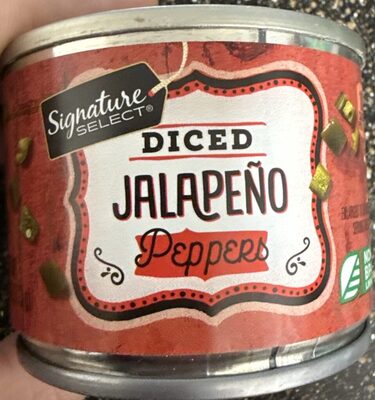 Signature
SELECT®
DICED
JALAPEÑO
Peppers